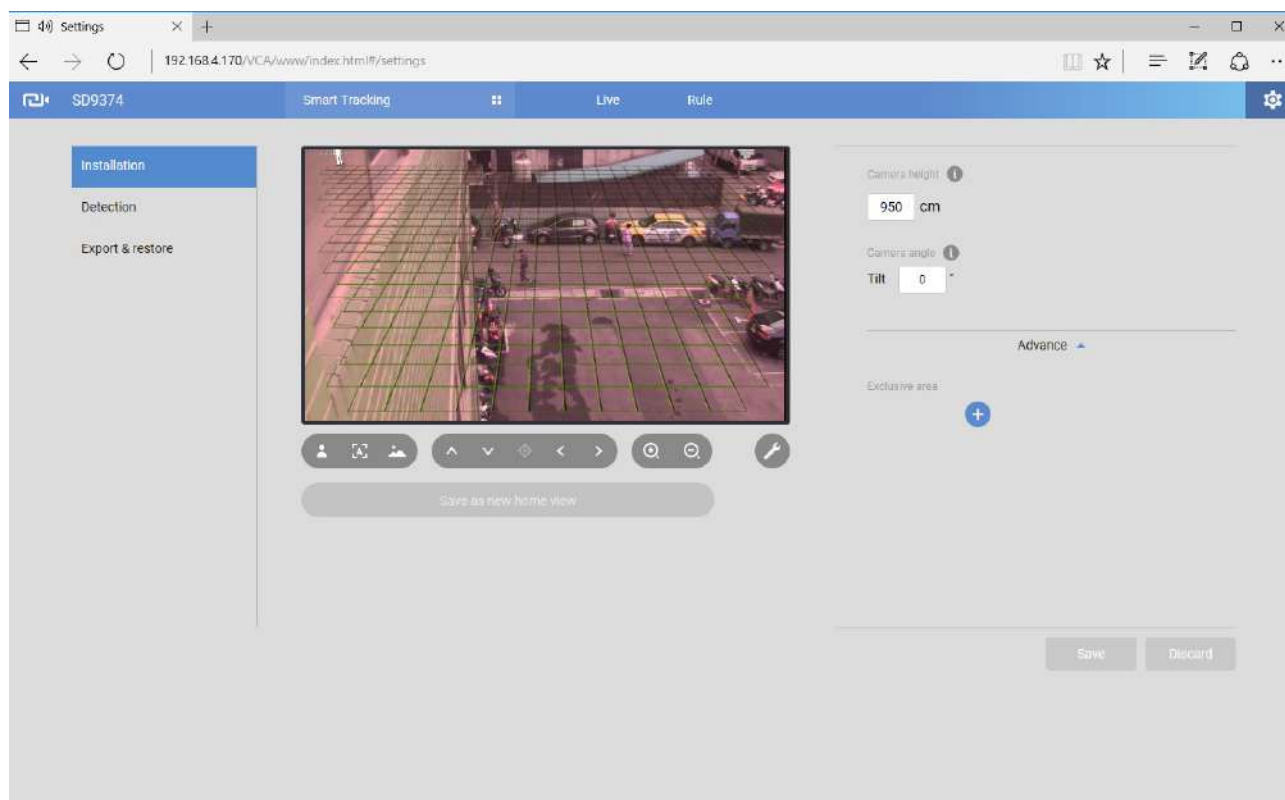 Settings
192.168.4.170/VCA/www/index.html#/settings
SD9374 Smart Tracking Live Rule
Installation
Detection
Export & restore
Camera height
950 cm
Camera angle
Tilt 0 °
Advance
Exclusive area
Save as new home view
Save Discard